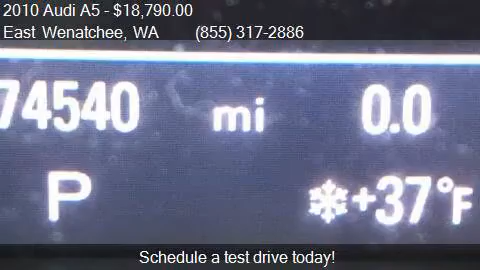 2010 Audi A5 - $18,790.00
East Wenatchee, WA (855) 317-2886
74540 mi 0.0
P +37°F
Schedule a test drive today!